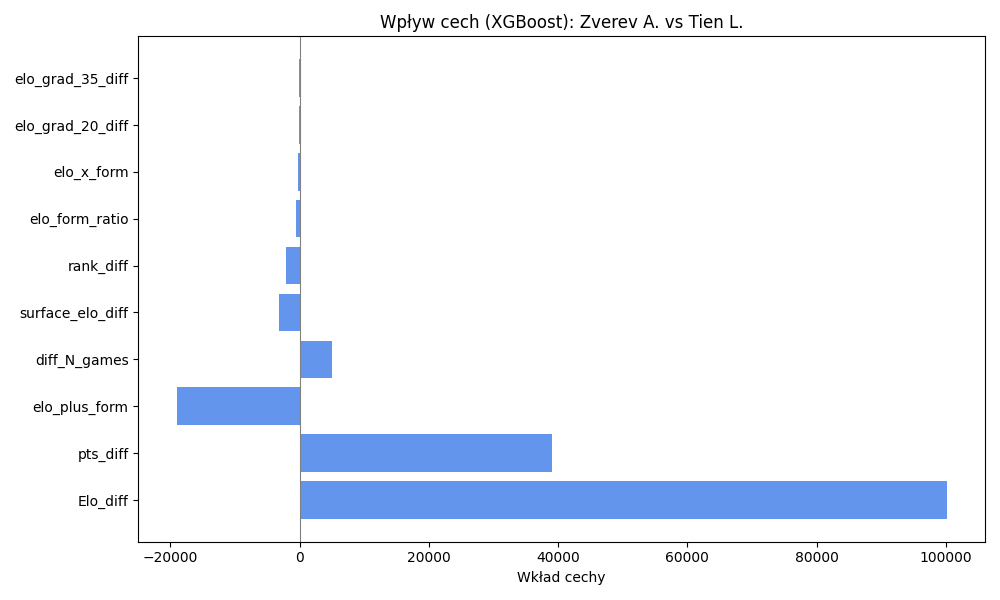 Wpływ cech (XGBoost): Zverev A. vs Tien L.
elo_grad_35_diff
elo_grad_20_diff
elo_x_form
elo_form_ratio
rank_diff
surface_elo_diff
diff_N_games
elo_plus_form
pts_diff
Elo_diff
−20000 0 20000 40000 60000 80000 100000
Wkład cechy